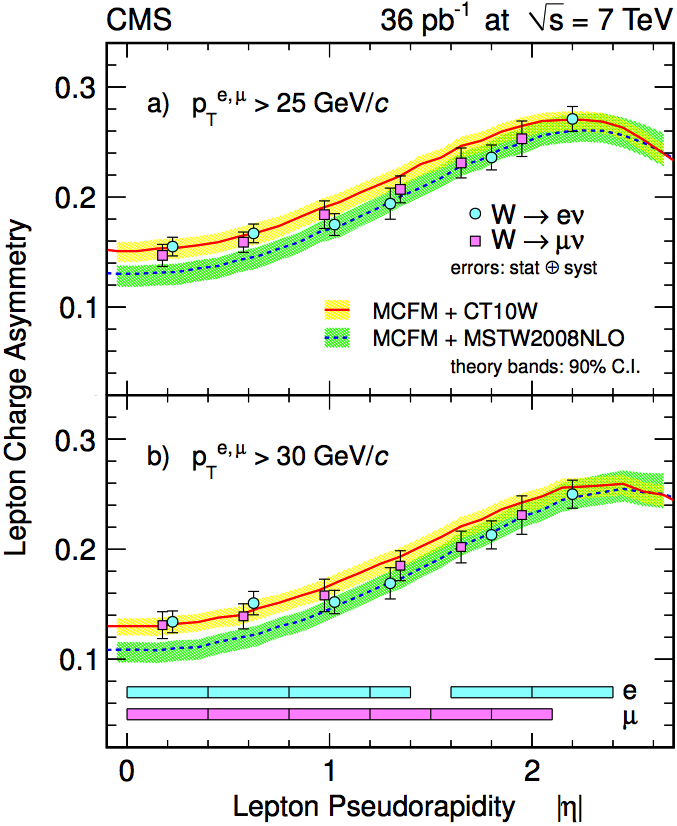 CMS 36 pb⁻¹ at √s = 7 TeV
a) p_T^{e, μ} > 25 GeV/c
0.3
0.2
0.1
W → eν
W → μν
errors: stat ⊕ syst
MCFM + CT10W
MCFM + MSTW2008NLO
theory bands: 90% C.I.
b) p_T^{e, μ} > 30 GeV/c
0.3
0.2
0.1
e
μ
0 1 2
Lepton Pseudorapidity |η|
Lepton Charge Asymmetry